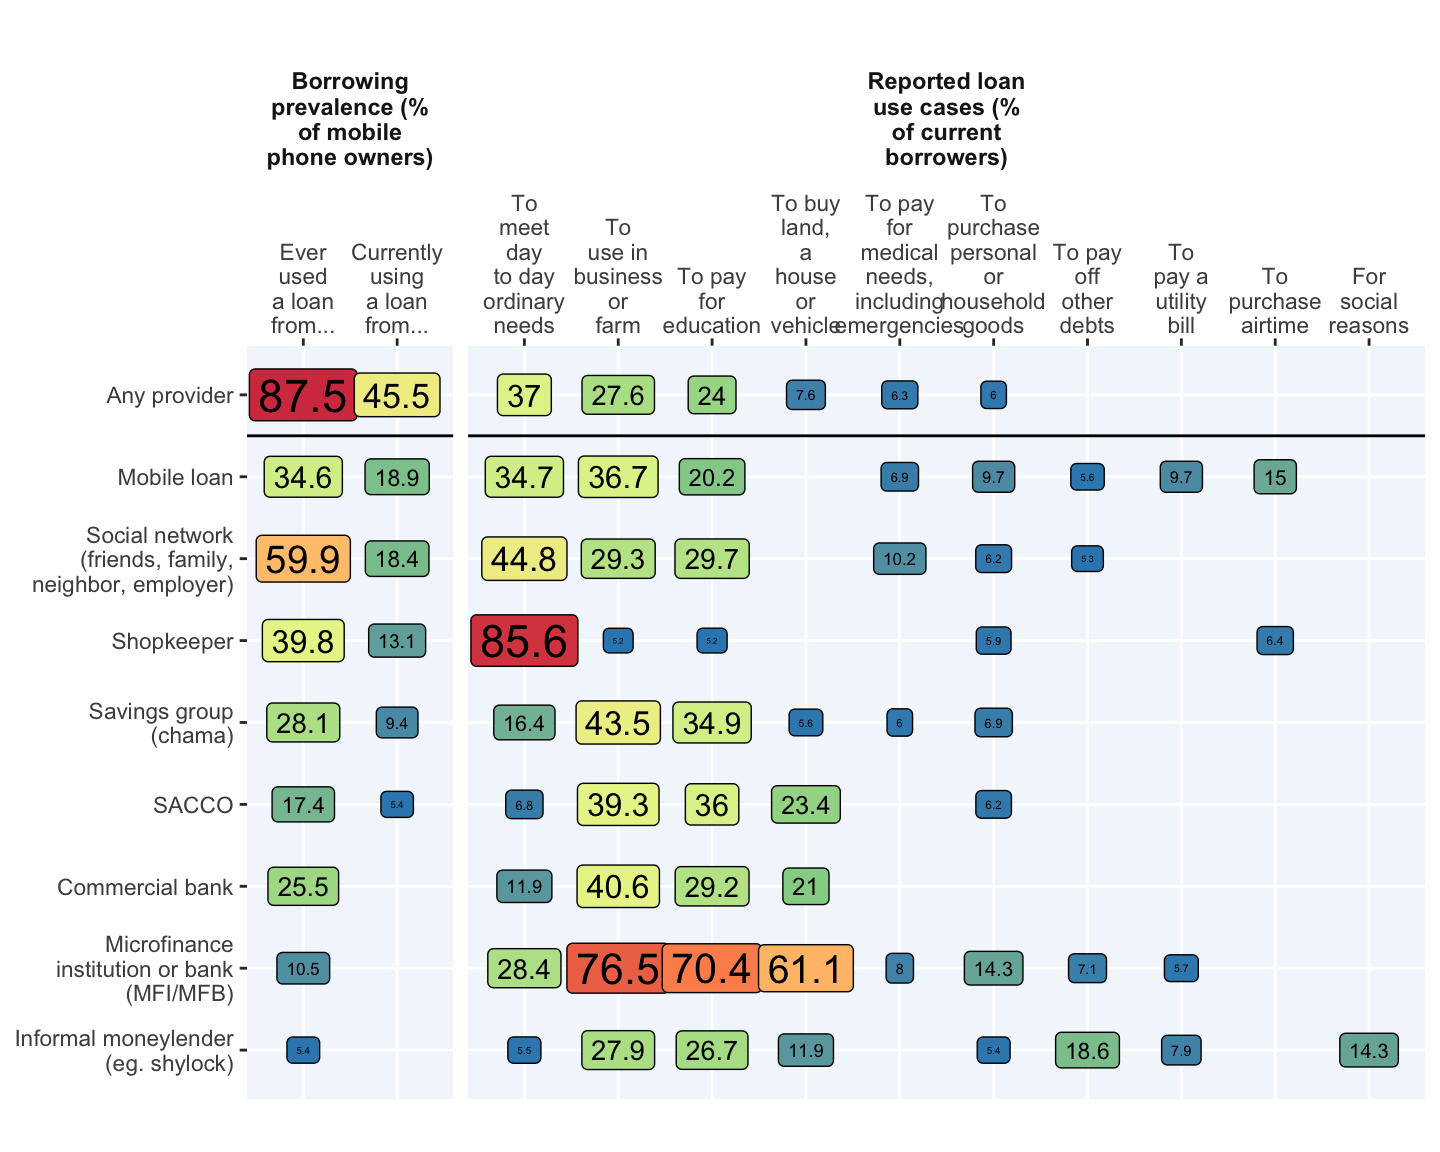 Borrowing
prevalence (%
of mobile
phone owners)
Reported loan
use cases (%
of current
borrowers)
Ever
used
a loan
from...
Currently
using
a loan
from...
To
meet
day
to day
ordinary
needs
To
use in
business
or
farm
To pay
for
education
To buy
land,
a
house
or
vehicle
To pay
for
medical
needs,
including
emergencies
To
purchase
personal
or
household
goods
To pay
off
other
debts
To
pay a
utility
bill
To
purchase
airtime
For
social
reasons
Any provider 87.5 45.5 37 27.6 24 7.6 6.3 6
Mobile loan 34.6 18.9 34.7 36.7 20.2 6.9 9.7 5.6 9.7 15
Social network
(friends, family,
neighbor, employer)
59.9 18.4 44.8 29.3 29.7 10.2 6.2 5.3
Shopkeeper 39.8 13.1 85.6 5.2 5.2 5.9 6.4
Savings group
(chama)
28.1 9.4 16.4 43.5 34.9 5.6 6 6.9
SACCO 17.4 5.4 6.8 39.3 36 23.4 6.2
Commercial bank 25.5 11.9 40.6 29.2 21
Microfinance
institution or bank
(MFI/MFB)
10.5 28.4 76.5 70.4 61.1 8 14.3 7.1 5.7
Informal moneylender
(eg. shylock)
5.4 5.5 27.9 26.7 11.9 5.4 18.6 7.9 14.3